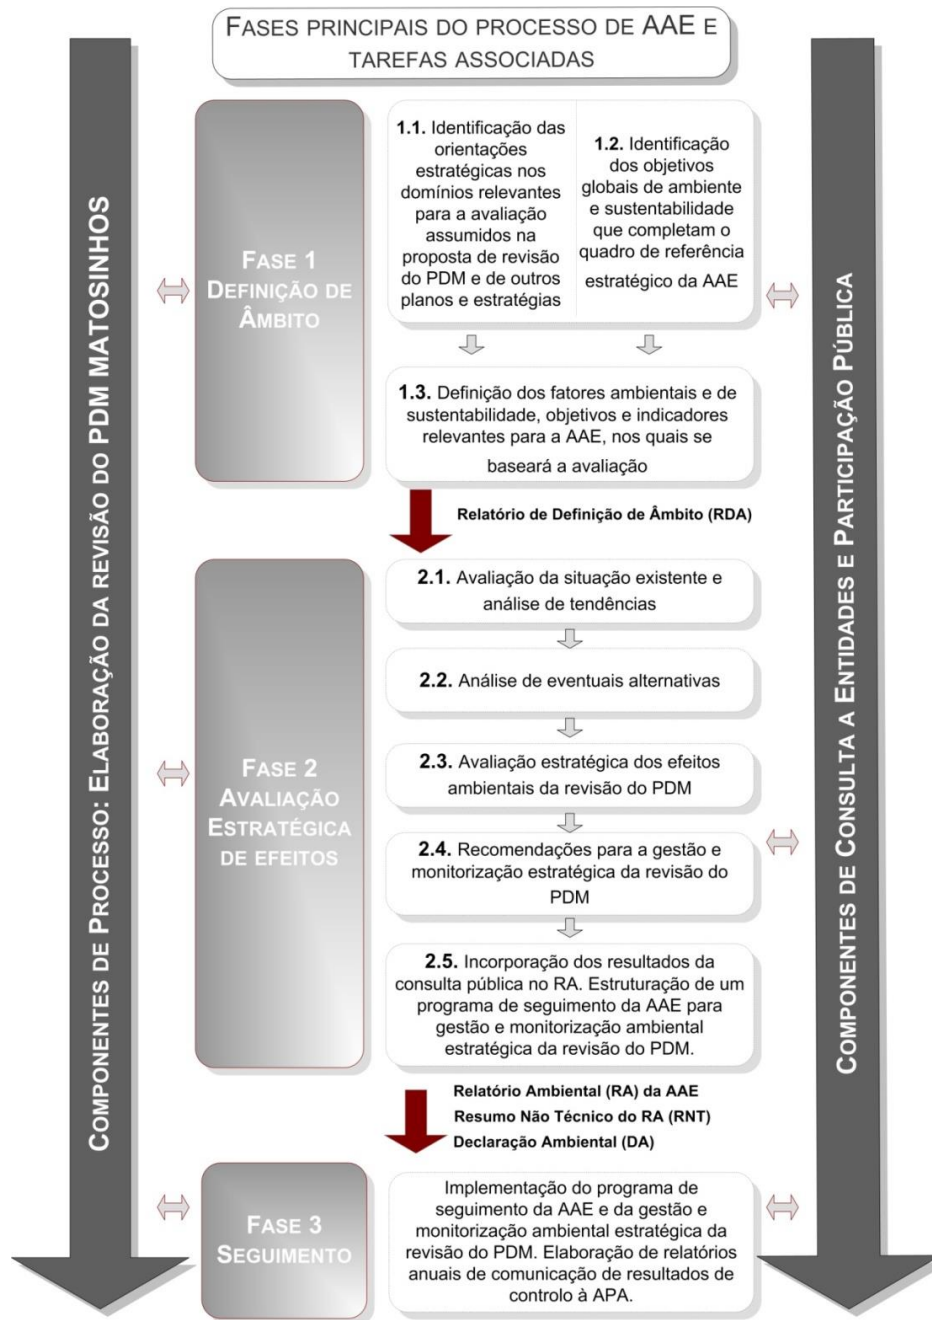 FASES PRINCIPAIS DO PROCESSO DE AAE E
TAREFAS ASSOCIADAS
COMPONENTES DE PROCESSO: ELABORAÇÃO DA REVISÃO DO PDM MATOSINHOS
FASE 1
DEFINIÇÃO DE
ÂMBITO
1.1. Identificação das
orientações
estratégicas nos
domínios relevantes
para a avaliação
assumidos na
proposta de revisão
do PDM e de outros
planos e estratégias
1.2. Identificação
dos objetivos
globais de ambiente
e sustentabilidade
que completam o
quadro de referência
estratégico da AAE
1.3. Definição dos fatores ambientais e de
sustentabilidade, objetivos e indicadores
relevantes para a AAE, nos quais se
baseará a avaliação
Relatório de Definição de Âmbito (RDA)
FASE 2
AVALIAÇÃO
ESTRATÉGICA
DE EFEITOS
2.1. Avaliação da situação existente e
análise de tendências
2.2. Análise de eventuais alternativas
2.3. Avaliação estratégica dos efeitos
ambientais da revisão do PDM
2.4. Recomendações para a gestão e
monitorização estratégica da revisão do
PDM
2.5. Incorporação dos resultados da
consulta pública no RA. Estruturação de um
programa de seguimento da AAE para
gestão e monitorização ambiental
estratégica da revisão do PDM.
Relatório Ambiental (RA) da AAE
Resumo Não Técnico do RA (RNT)
Declaração Ambiental (DA)
FASE 3
SEGUIMENTO
Implementação do programa de
seguimento da AAE e da gestão e
monitorização ambiental estratégica da
revisão do PDM. Elaboração de relatórios
anuais de comunicação de resultados de
controlo à APA.
COMPONENTES DE CONSULTA A ENTIDADES E PARTICIPAÇÃO PÚBLICA